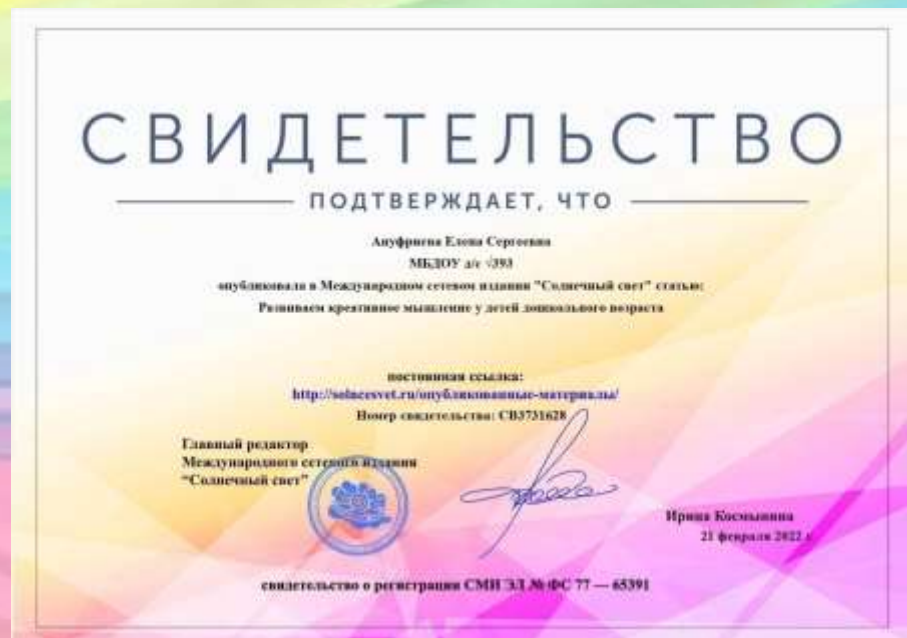 СВИДЕТЕЛЬСТВО
ПОДТВЕРЖДАЕТ, ЧТО
Ануфриева Елена Сергеевна
МБДОУ д/с √393
опубликовала в Международном сетевом издании "Солнечный свет" статью:
Развиваем креативное мышление у детей дошкольного возраста
постоянная ссылка:
http://solncesvet.ru/опубликованные-материалы/
Номер свидетельства: СВ3731628
Главный редактор
Международного сетевого издания
"Солнечный свет"
Ирина Космынина
21 февраля 2022 г.
свидетельство о регистрации СМИ ЭЛ № ФС 77 — 65391